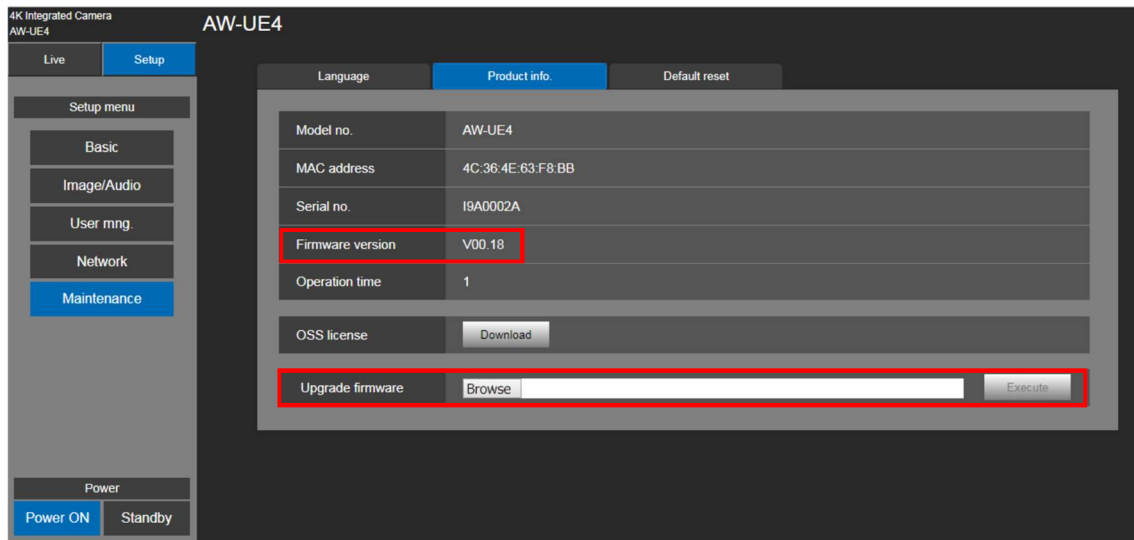 4K Integrated Camera
AW-UE4
AW-UE4
Live Setup
Setup menu
Basic
Image/Audio
User mng.
Network
Maintenance
Power
Power ON Standby
Language Product info. Default reset
Model no. AW-UE4
MAC address 4C:36:4E:63:F8:BB
Serial no. I9A0002A
Firmware version V00.18
Operation time 1
OSS license Download
Upgrade firmware Browse Execute